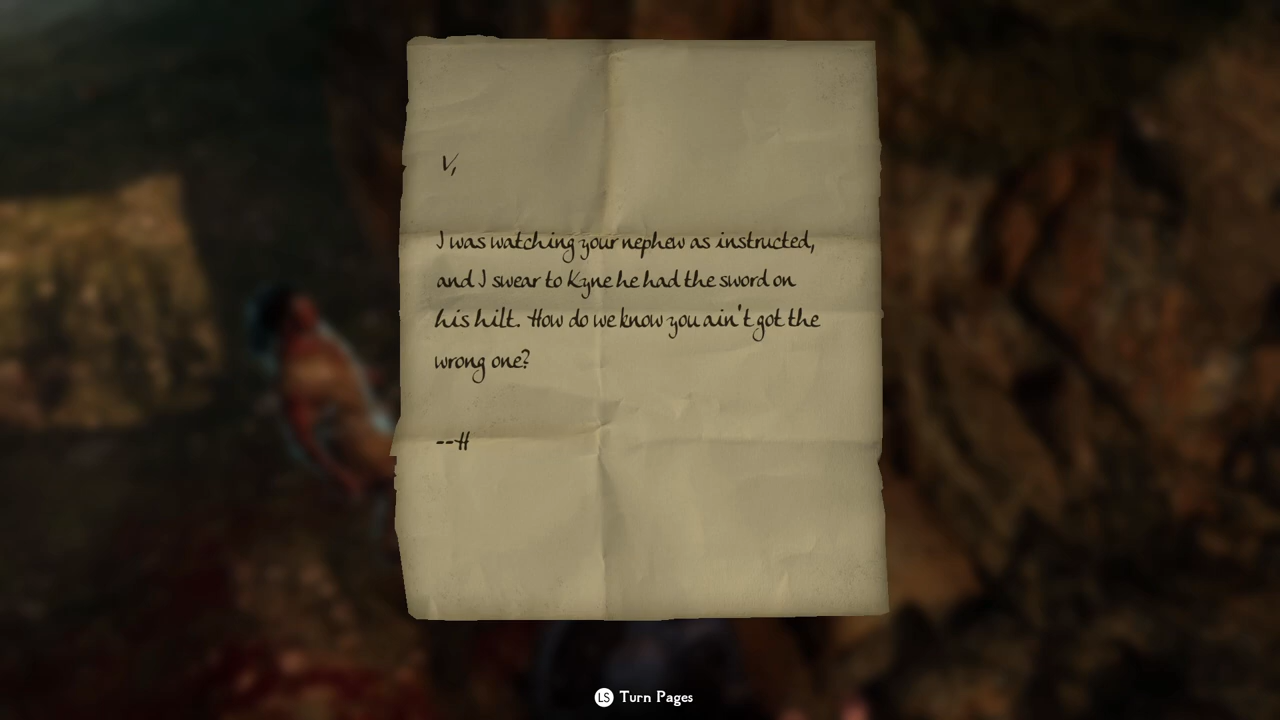 V,
I was watching your nephew as instructed,
and I swear to Kyne he had the sword on
his hilt. How do we know you ain't got the
wrong one?
--H
LS Turn Pages